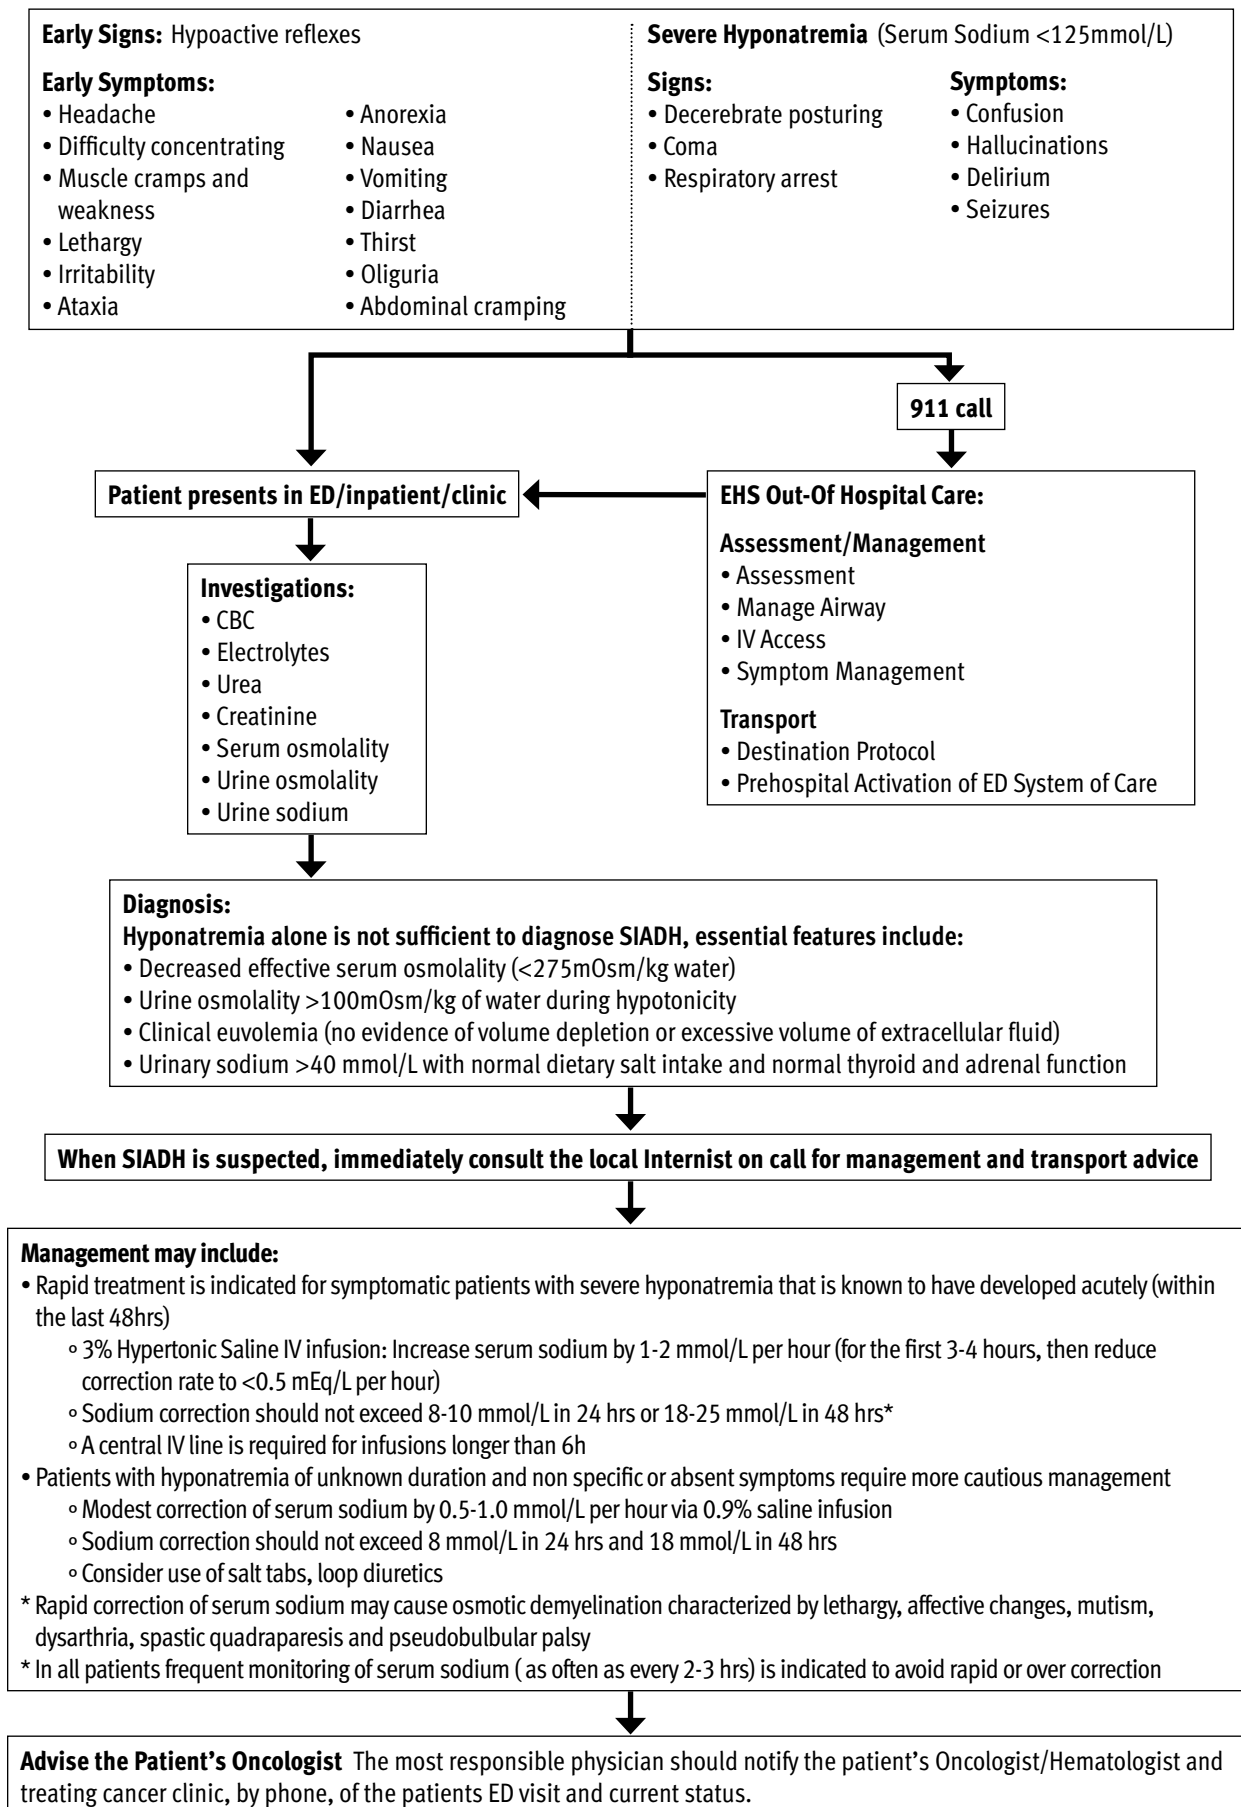 Early Signs: Hypoactive reflexes
Early Symptoms:
• Headache
• Difficulty concentrating
• Muscle cramps and
weakness
• Lethargy
• Irritability
• Ataxia
• Anorexia
• Nausea
• Vomiting
• Diarrhea
• Thirst
• Oliguria
• Abdominal cramping
Severe Hyponatremia (Serum Sodium <125mmol/L)
Signs:
• Decerebrate posturing
• Coma
• Respiratory arrest
Symptoms:
• Confusion
• Hallucinations
• Delirium
• Seizures
911 call
Patient presents in ED/inpatient/clinic
EHS Out-Of Hospital Care:
Assessment/Management
• Assessment
• Manage Airway
• IV Access
• Symptom Management
Transport
• Destination Protocol
• Prehospital Activation of ED System of Care
Investigations:
• CBC
• Electrolytes
• Urea
• Creatinine
• Serum osmolality
• Urine osmolality
• Urine sodium
Diagnosis:
Hyponatremia alone is not sufficient to diagnose SIADH, essential features include:
• Decreased effective serum osmolality (<275mOsm/kg water)
• Urine osmolality >100mOsm/kg of water during hypotonicity
• Clinical euvolemia (no evidence of volume depletion or excessive volume of extracellular fluid)
• Urinary sodium >40 mmol/L with normal dietary salt intake and normal thyroid and adrenal function
When SIADH is suspected, immediately consult the local Internist on call for management and transport advice
Management may include:
• Rapid treatment is indicated for symptomatic patients with severe hyponatremia that is known to have developed acutely (within
the last 48hrs)
° 3% Hypertonic Saline IV infusion: Increase serum sodium by 1-2 mmol/L per hour (for the first 3-4 hours, then reduce
correction rate to <0.5 mEq/L per hour)
° Sodium correction should not exceed 8-10 mmol/L in 24 hrs or 18-25 mmol/L in 48 hrs*
° A central IV line is required for infusions longer than 6h
• Patients with hyponatremia of unknown duration and non specific or absent symptoms require more cautious management
° Modest correction of serum sodium by 0.5-1.0 mmol/L per hour via 0.9% saline infusion
° Sodium correction should not exceed 8 mmol/L in 24 hrs and 18 mmol/L in 48 hrs
° Consider use of salt tabs, loop diuretics
* Rapid correction of serum sodium may cause osmotic demyelination characterized by lethargy, affective changes, mutism,
dysarthria, spastic quadraparesis and pseudobulbular palsy
* In all patients frequent monitoring of serum sodium ( as often as every 2-3 hrs) is indicated to avoid rapid or over correction
Advise the Patient's Oncologist The most responsible physician should notify the patient's Oncologist/Hematologist and
treating cancer clinic, by phone, of the patients ED visit and current status.